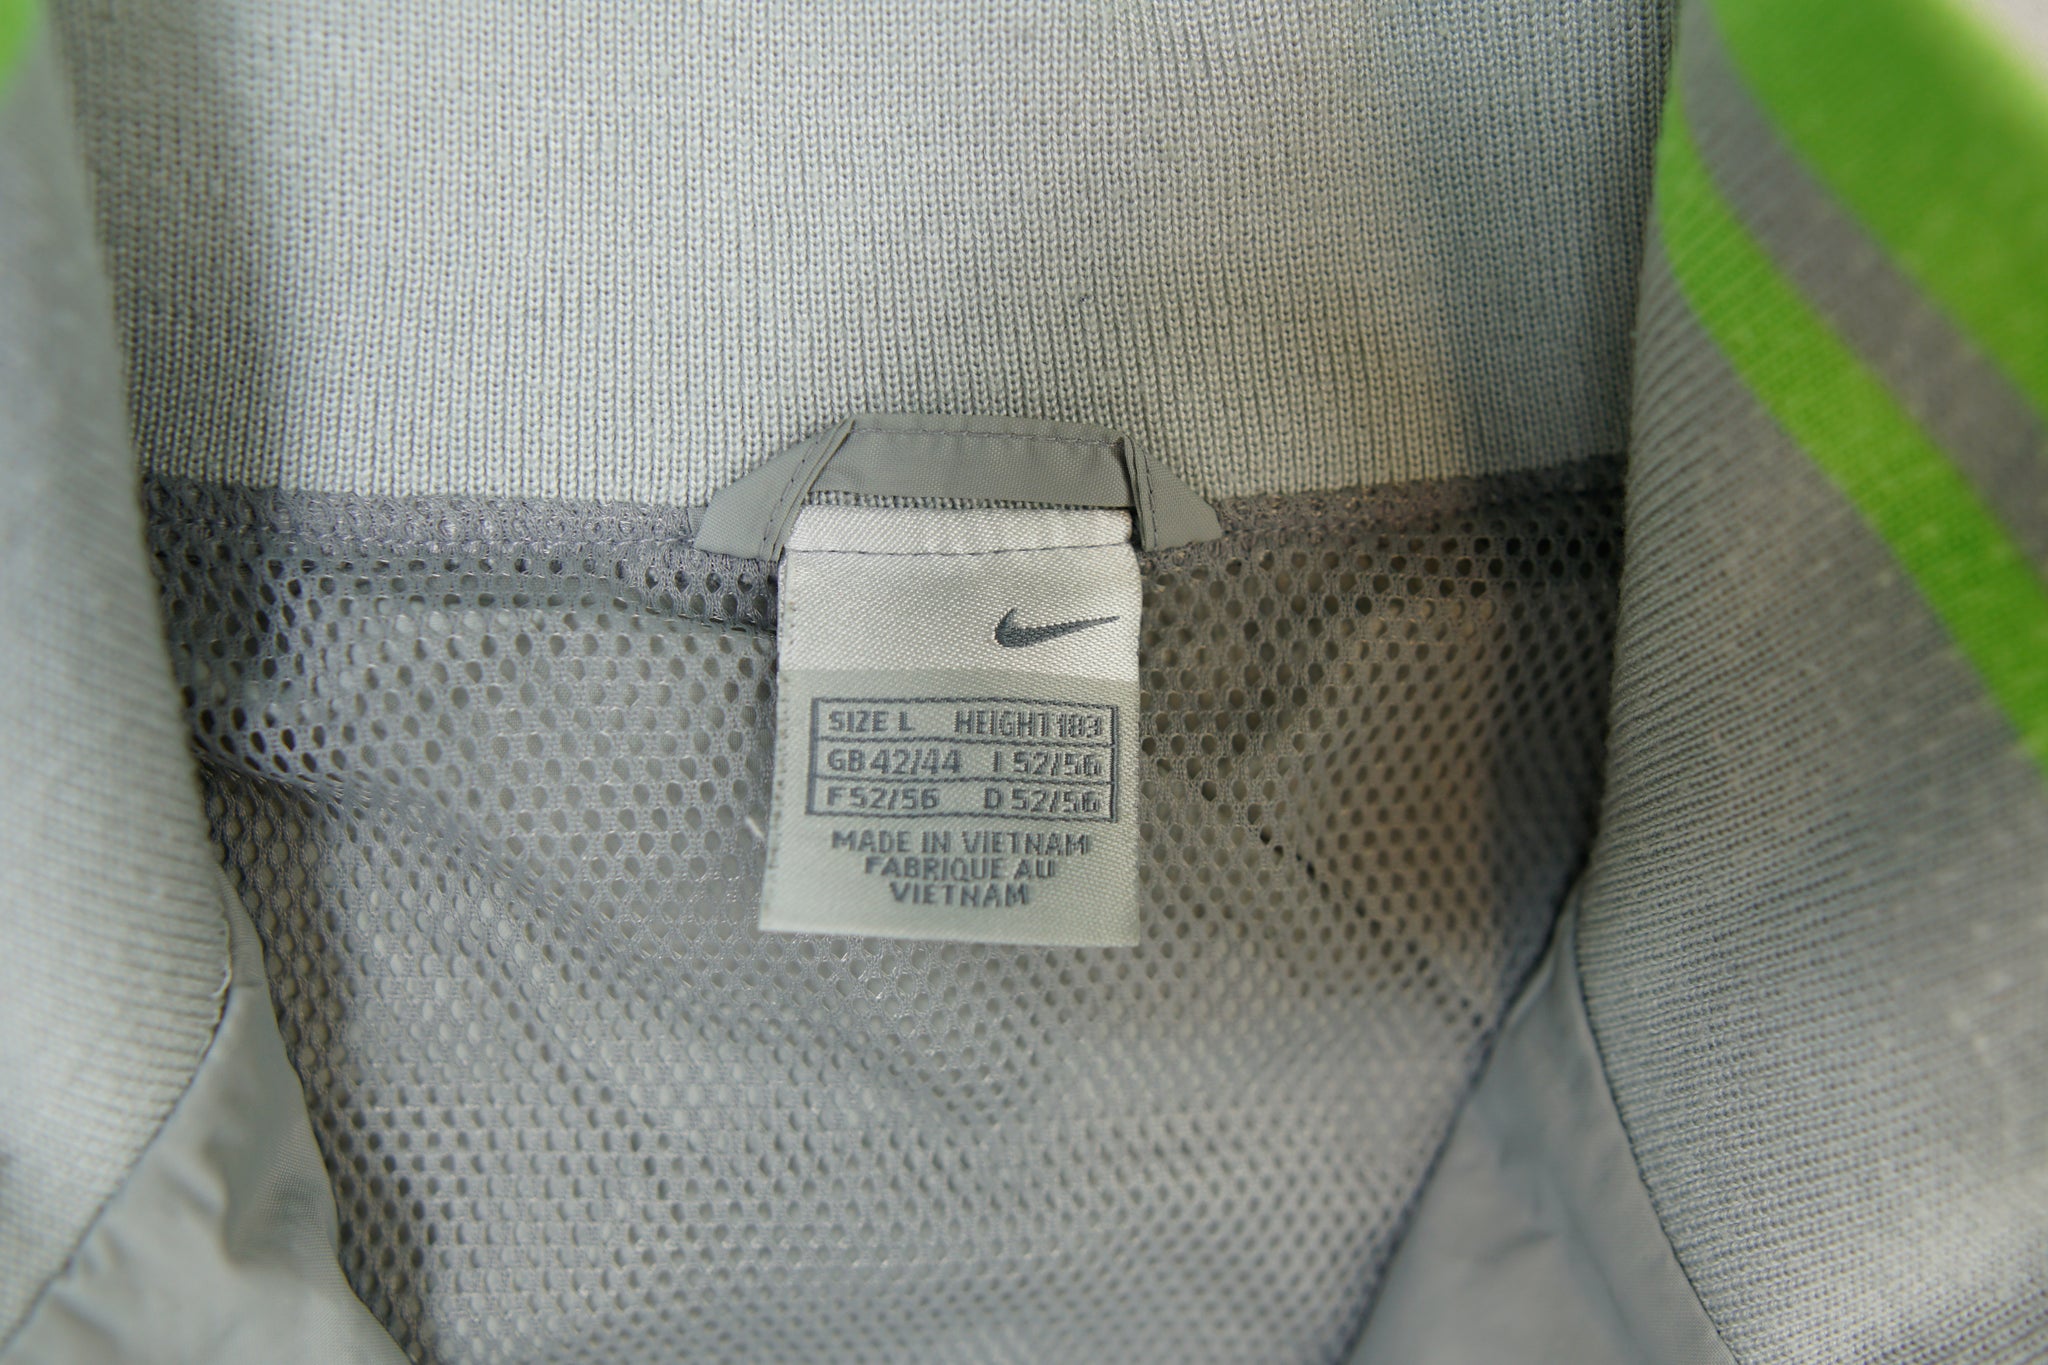 SIZE L HEIGHT 183
GB 42/44 I 52/56
F 52/56 D 52/56
MADE IN VIETNAM
FABRIQUE AU
VIETNAM